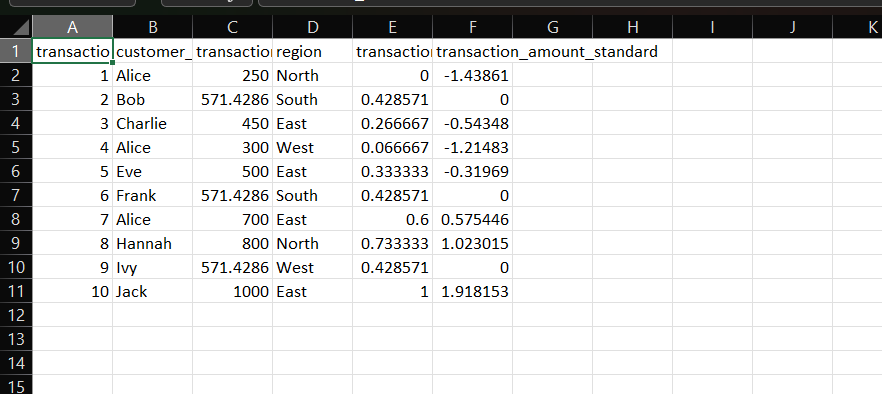 A B C D E F G H I J K
1 transactio customer_ transactio region transactio transaction_amount_standard
2 1 Alice 250 North 0 -1.43861
3 2 Bob 571.4286 South 0.428571 0
4 3 Charlie 450 East 0.266667 -0.54348
5 4 Alice 300 West 0.066667 -1.21483
6 5 Eve 500 East 0.333333 -0.31969
7 6 Frank 571.4286 South 0.428571 0
8 7 Alice 700 East 0.6 0.575446
9 8 Hannah 800 North 0.733333 1.023015
10 9 Ivy 571.4286 West 0.428571 0
11 10 Jack 1000 East 1 1.918153
12
13
14
15